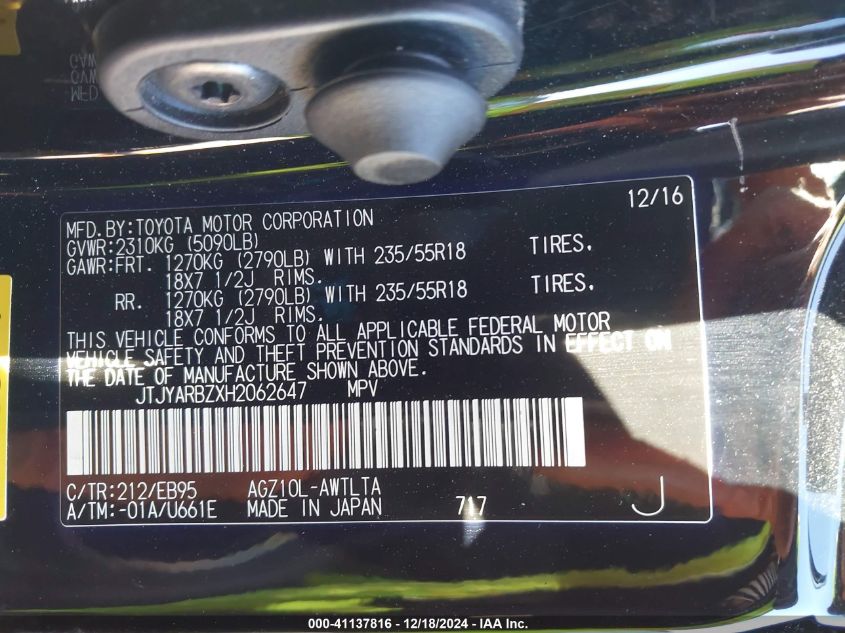 12/16
MFD.BY:TOYOTA MOTOR CORPORATION
GVWR:2310KG (5090LB)
GAWR:FRT. 1270KG (2790LB) WITH 235/55R18 TIRES,
18X7 1/2J RIMS.
RR. 1270KG (2790LB) WITH 235/55R18 TIRES,
18X7 1/2J RIMS.
THIS VEHICLE CONFORMS TO ALL APPLICABLE FEDERAL MOTOR
VEHICLE SAFETY AND THEFT PREVENTION STANDARDS IN EFFECT ON
THE DATE OF MANUFACTURE SHOWN ABOVE.
JTJYARBZXH2062647 MPV
C/TR:212/EB95 AGZ10L-AWTLTA
A/TM:-01A/U661E MADE IN JAPAN 717 J
000-41137816 - 12/18/2024 - IAA Inc.